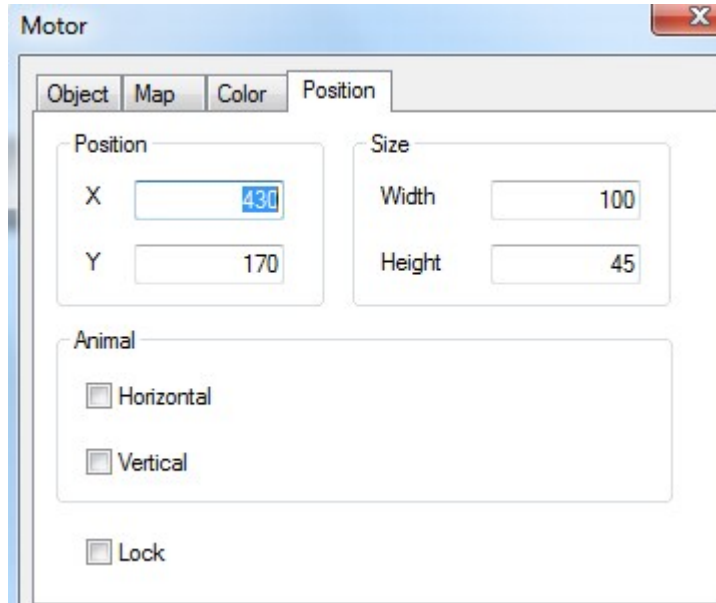 Motor
Object Map Color Position
Position
X 430
Y 170
Size
Width 100
Height 45
Animal
Horizontal
Vertical
Lock